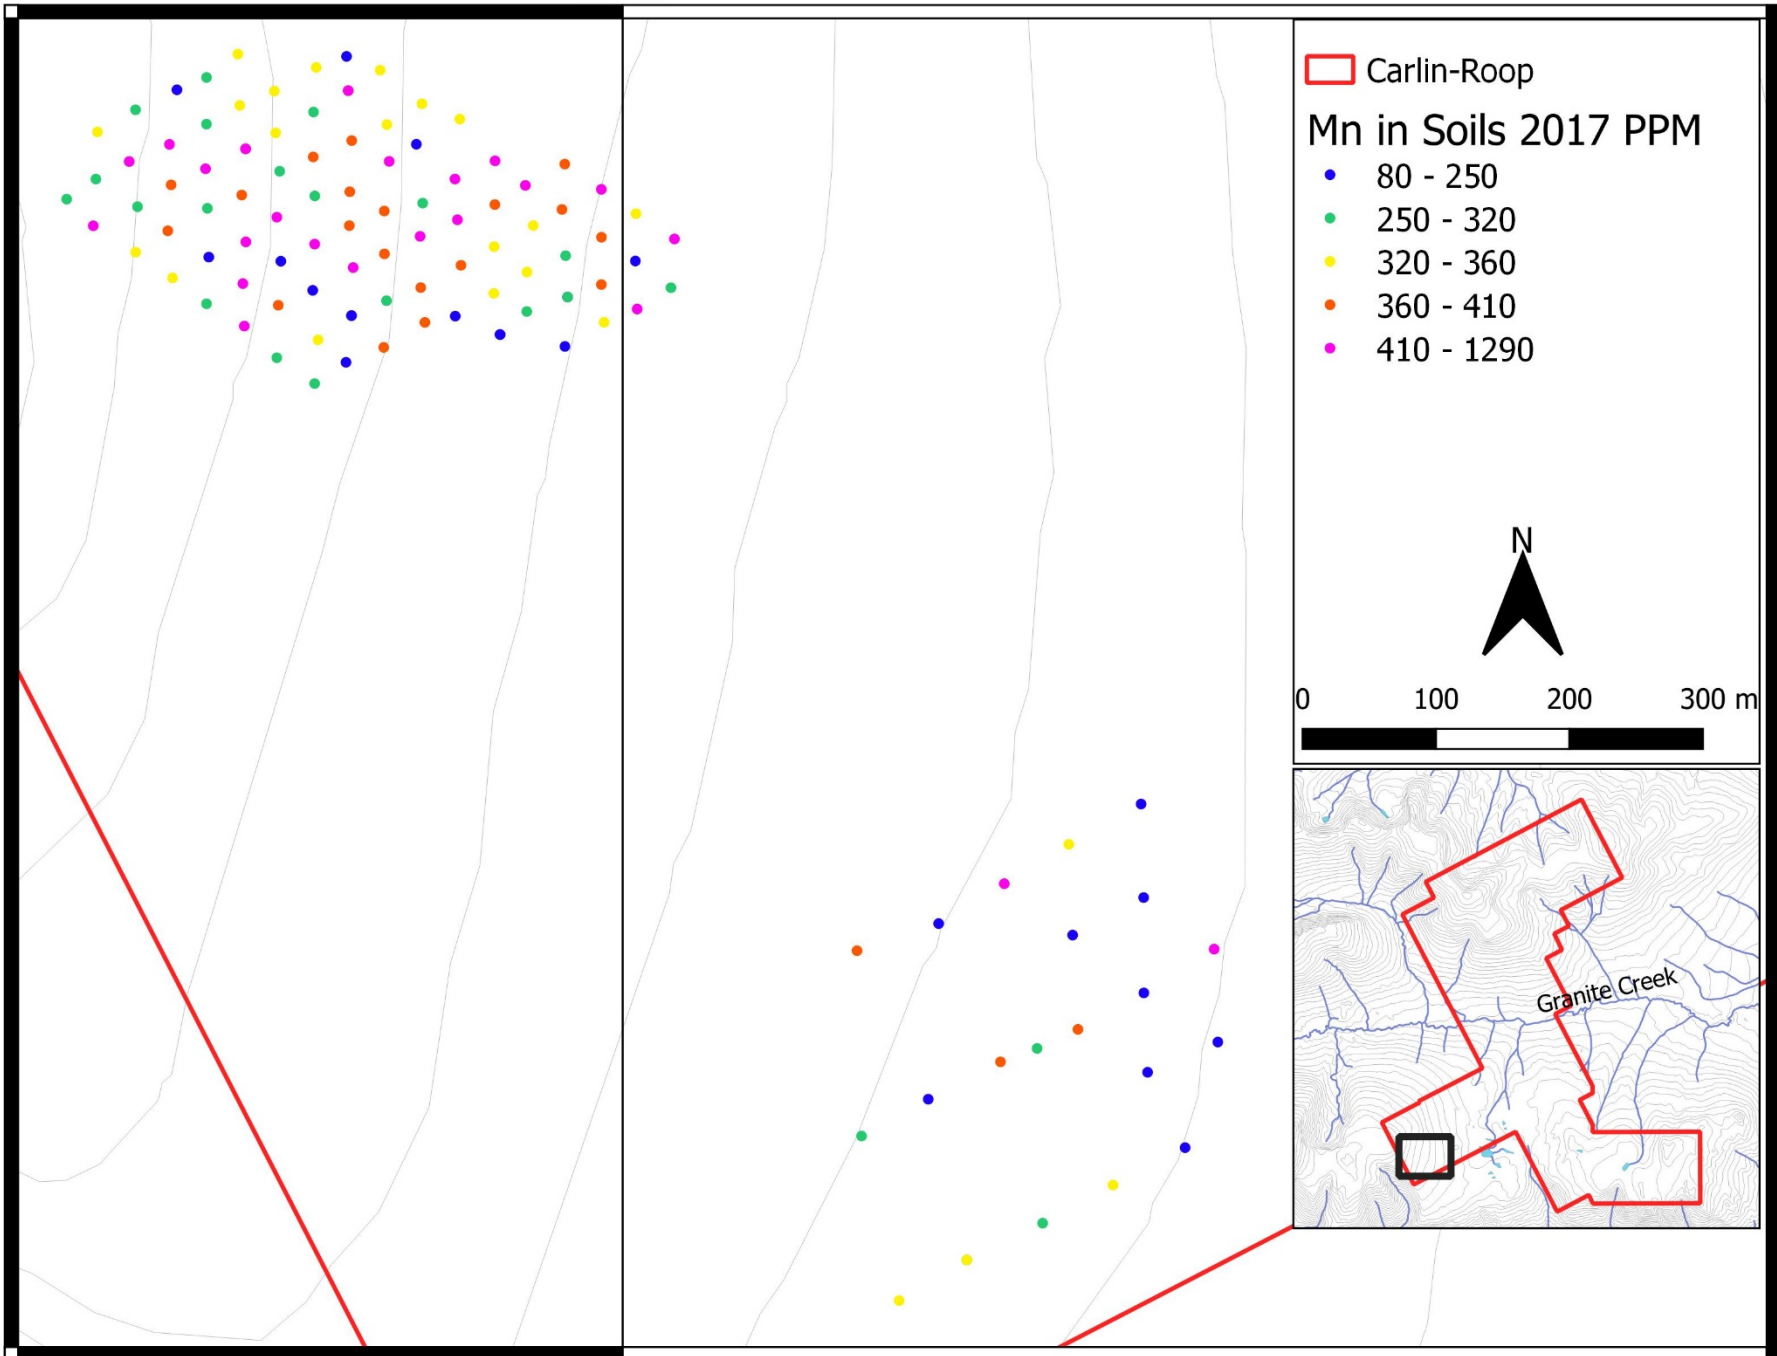 Carlin-Roop
Mn in Soils 2017 PPM
80 - 250
250 - 320
320 - 360
360 - 410
410 - 1290
N
0 100 200 300 m
Granite Creek